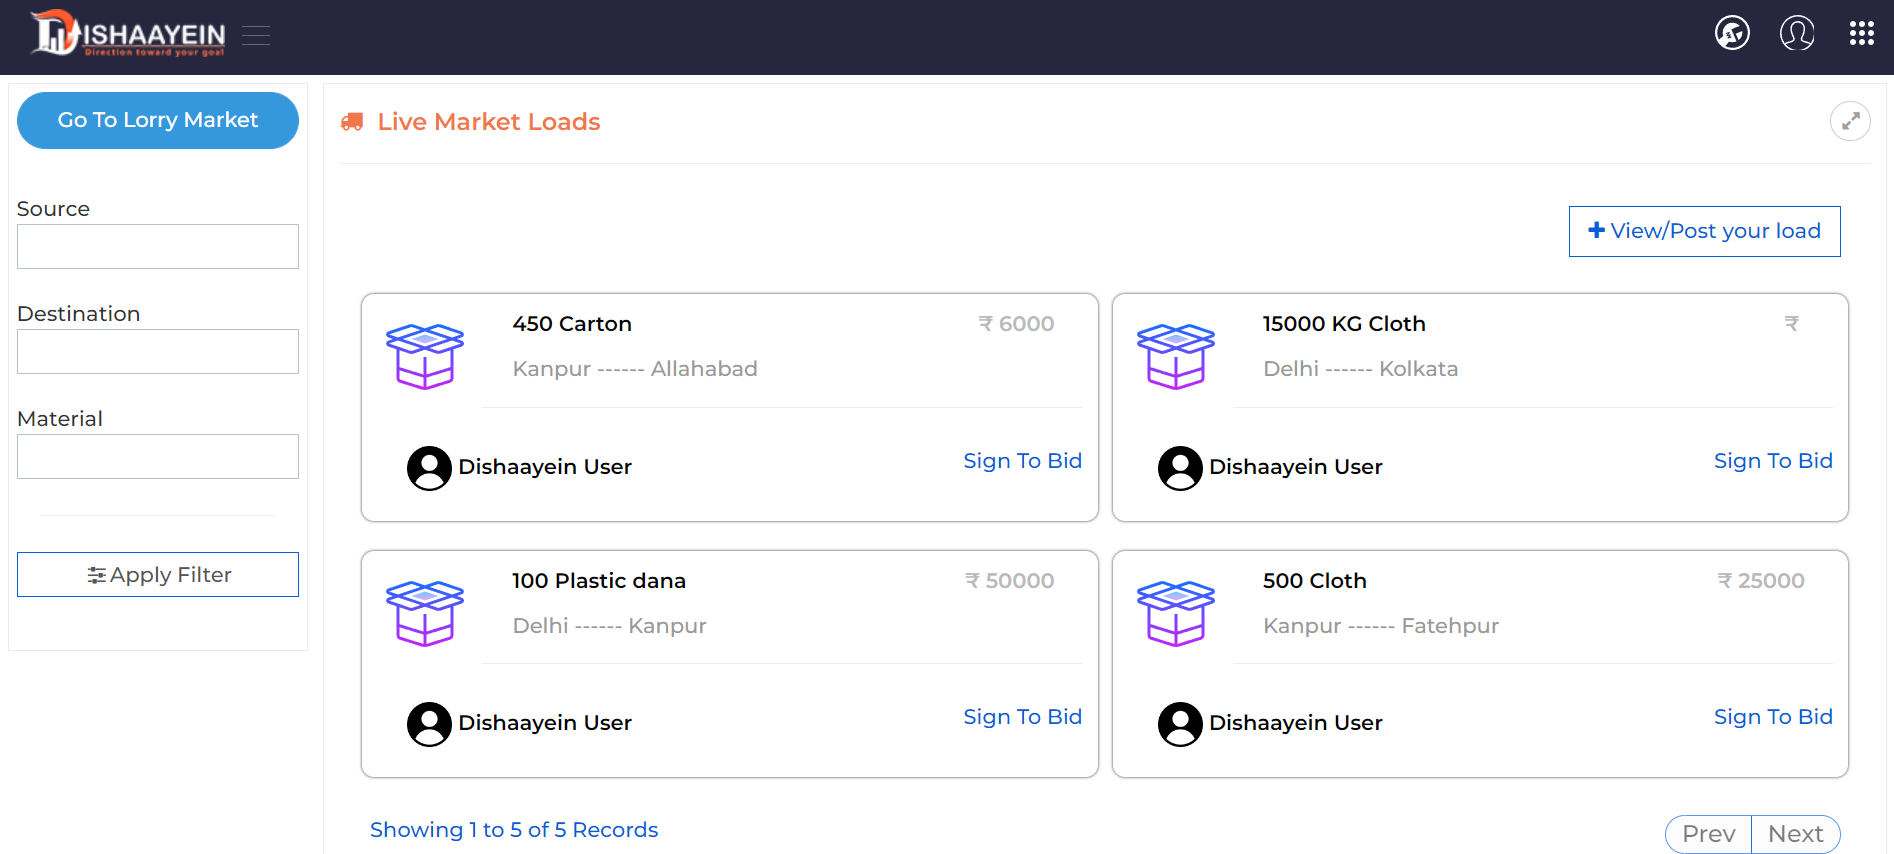 DISHAAYEIN
Direction toward your goal
Go To Lorry Market
Source
Destination
Material
Apply Filter
Live Market Loads
View/Post your load
450 Carton
₹ 6000
Kanpur ------ Allahabad
Dishaayein User
Sign To Bid
15000 KG Cloth
₹
Delhi ------ Kolkata
Dishaayein User
Sign To Bid
100 Plastic dana
₹ 50000
Delhi ------ Kanpur
Dishaayein User
Sign To Bid
500 Cloth
₹ 25000
Kanpur ------ Fatehpur
Dishaayein User
Sign To Bid
Showing 1 to 5 of 5 Records
Prev
Next